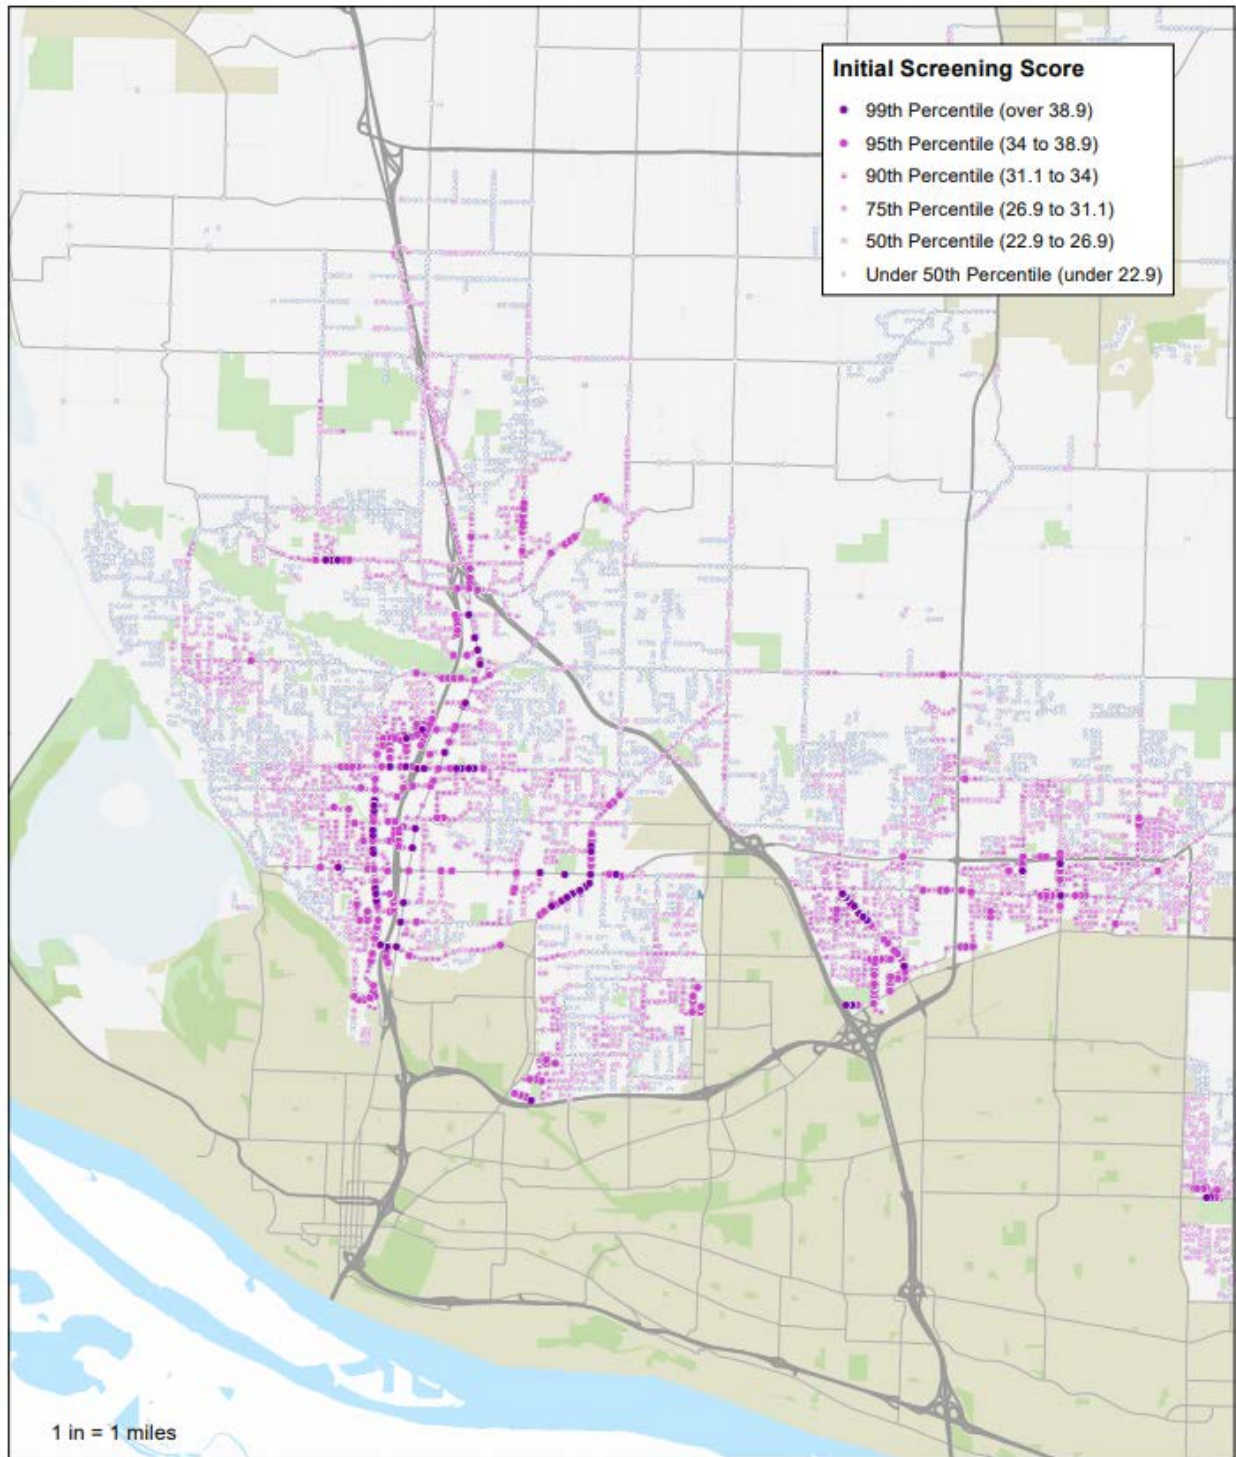 Initial Screening Score
99th Percentile (over 38.9)
95th Percentile (34 to 38.9)
90th Percentile (31.1 to 34)
75th Percentile (26.9 to 31.1)
50th Percentile (22.9 to 26.9)
Under 50th Percentile (under 22.9)
1 in = 1 miles